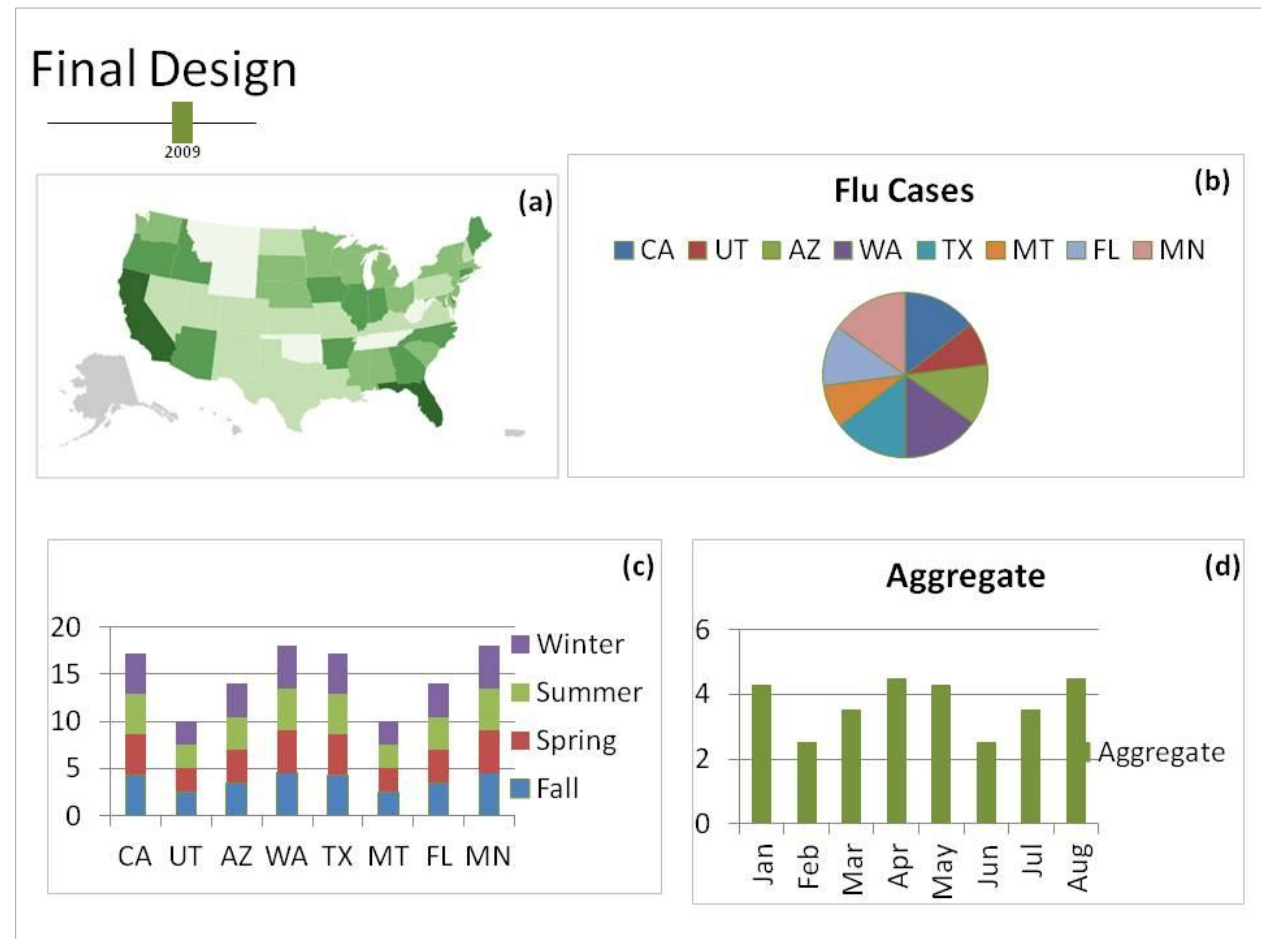 Final Design
2009
(a)
Flu Cases
(b)
CA UT AZ WA TX MT FL MN
(c)
20
15
10
5
0
Winter
Summer
Spring
Fall
CA UT AZ WA TX MT FL MN
Aggregate
(d)
6
4
2
0
Aggregate
Jan Feb Mar Apr May Jun Jul Aug